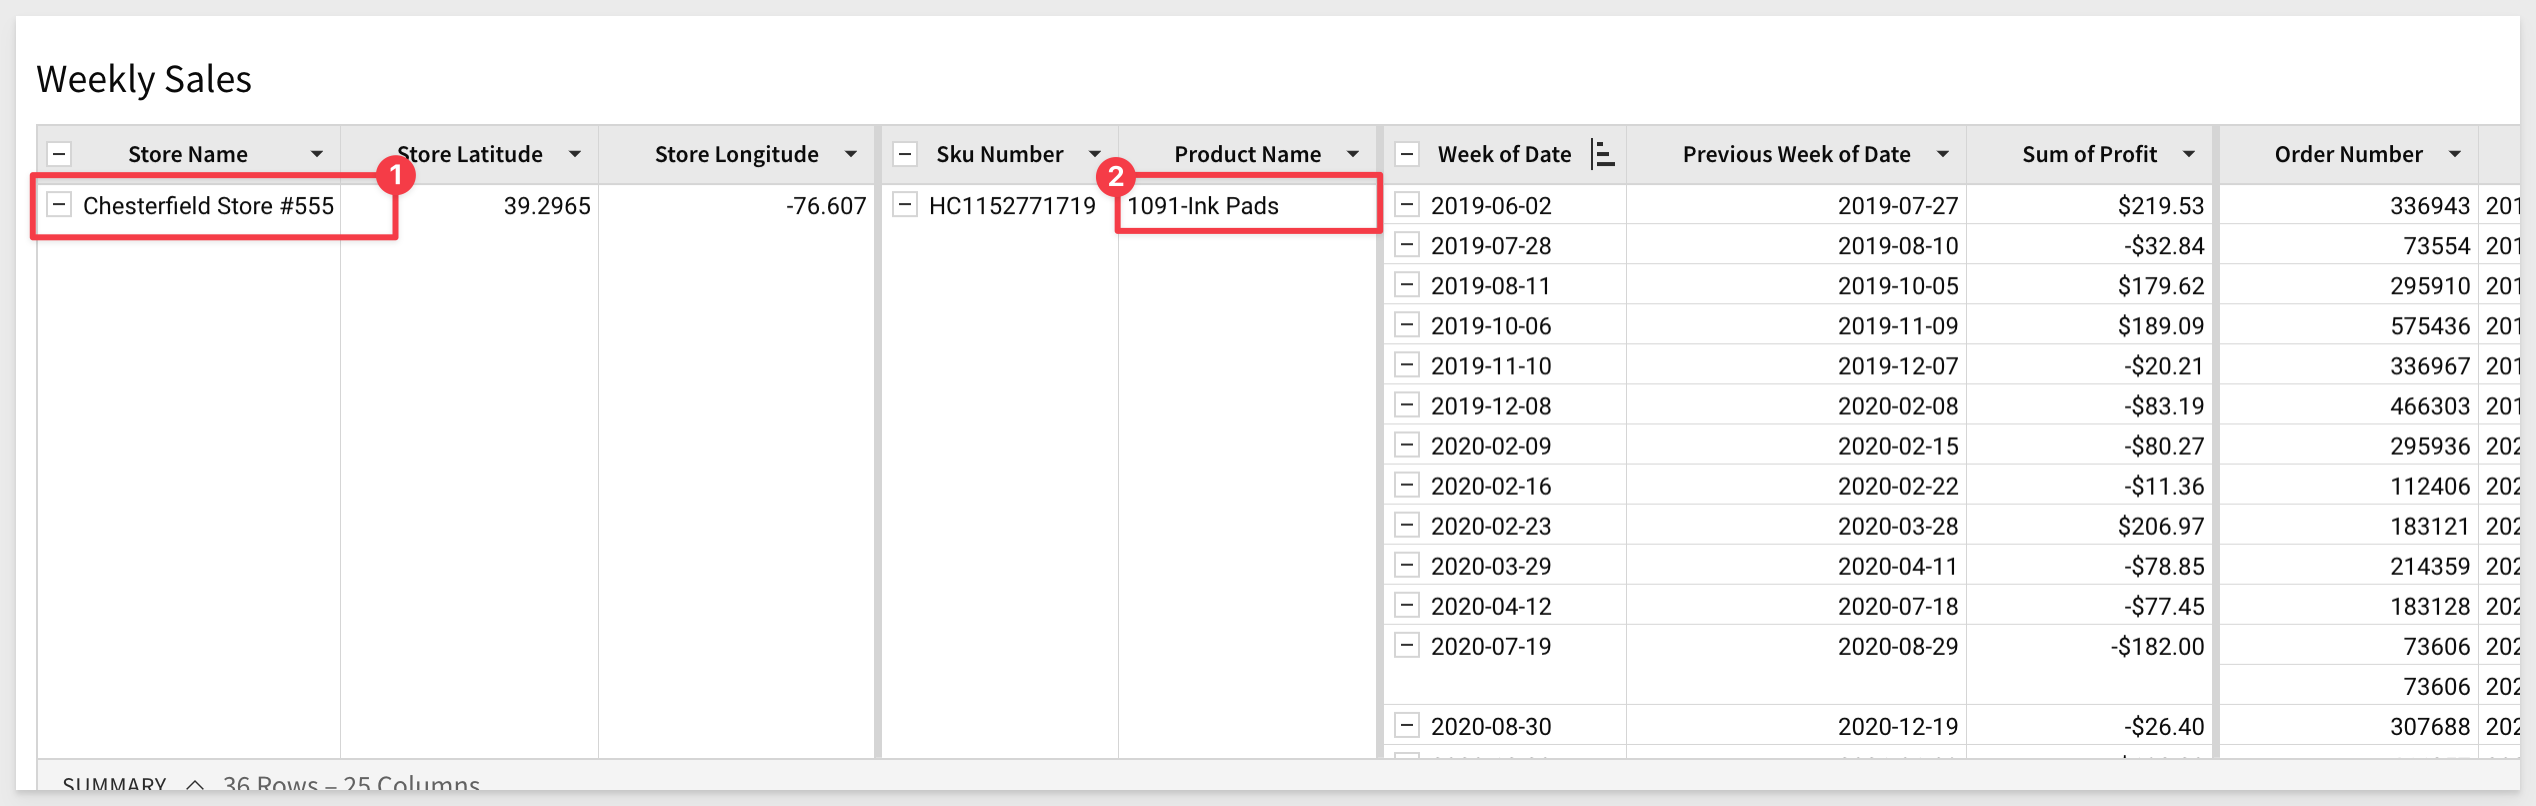 Weekly Sales
Store Name Store Latitude Store Longitude Sku Number Product Name Week of Date Previous Week of Date Sum of Profit Order Number
1 2
Chesterfield Store #555 39.2965 -76.607 HC1152771719 1091-Ink Pads 2019-06-02 2019-07-27 $219.53 336943 201
2019-07-28 2019-08-10 -$32.84 73554 201
2019-08-11 2019-10-05 $179.62 295910 201
2019-10-06 2019-11-09 $189.09 575436 201
2019-11-10 2019-12-07 -$20.21 336967 201
2019-12-08 2020-02-08 -$83.19 466303 201
2020-02-09 2020-02-15 -$80.27 295936 202
2020-02-16 2020-02-22 -$11.36 112406 202
2020-02-23 2020-03-28 $206.97 183121 202
2020-03-29 2020-04-11 -$78.85 214359 202
2020-04-12 2020-07-18 -$77.45 183128 202
2020-07-19 2020-08-29 -$182.00 73606 202
73606 202
2020-08-30 2020-12-19 -$26.40 307688 202
SUMMARY 36 Rows – 25 Columns